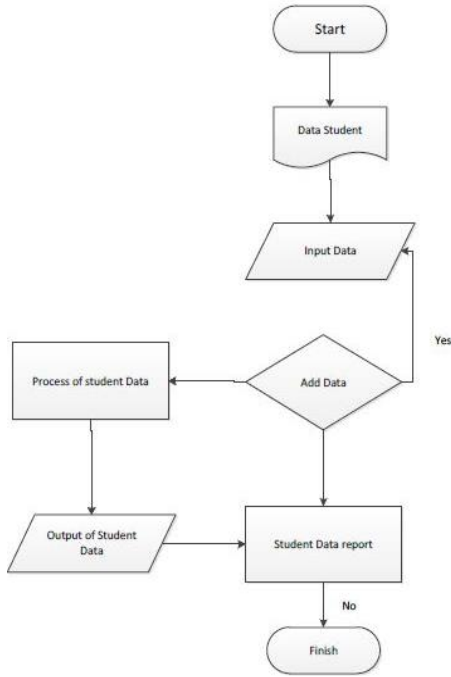 Start
Data Student
Input Data
Yes
Process of student Data
Add Data
Output of Student
Data
Student Data report
No
Finish